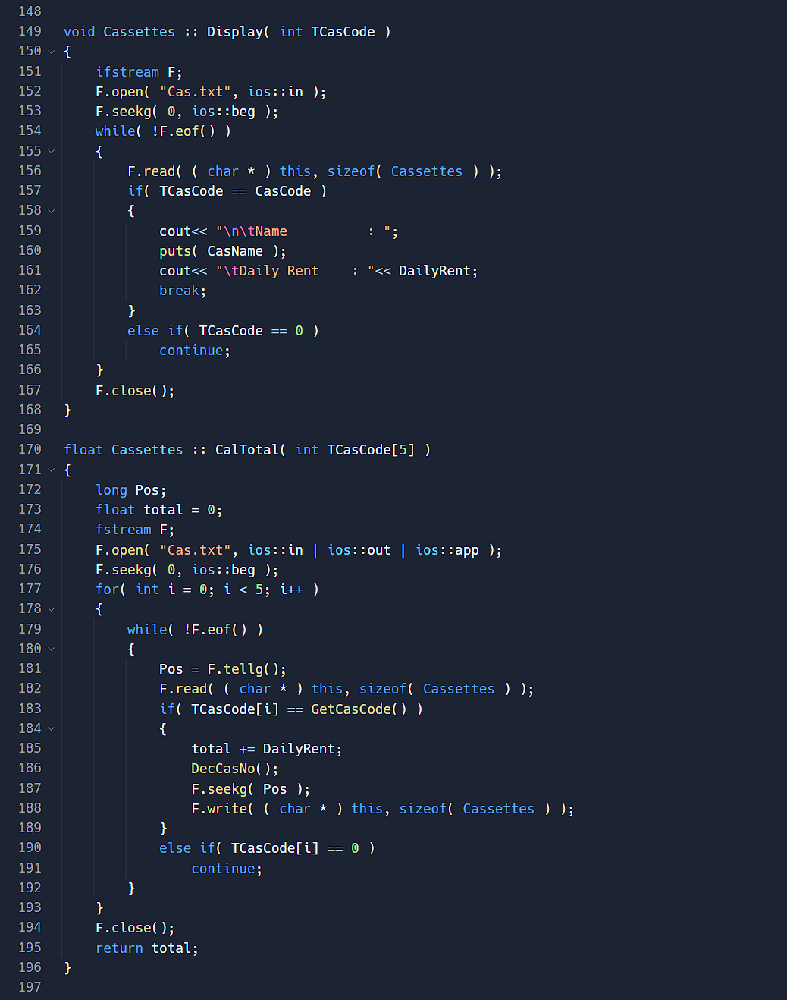 148
149 void Cassettes :: Display( int TCasCode )
150 {
151     ifstream F;
152     F.open( "Cas.txt", ios::in );
153     F.seekg( 0, ios::beg );
154     while( !F.eof() )
155     {
156         F.read( ( char * ) this, sizeof( Cassettes ) );
157         if( TCasCode == CasCode )
158         {
159             cout<< "\n\tName          : ";
160             puts( CasName );
161             cout<< "\tDaily Rent    : "<< DailyRent;
162             break;
163         }
164         else if( TCasCode == 0 )
165             continue;
166     }
167     F.close();
168 }
169
170 float Cassettes :: CalTotal( int TCasCode[5] )
171 {
172     long Pos;
173     float total = 0;
174     fstream F;
175     F.open( "Cas.txt", ios::in | ios::out | ios::app );
176     F.seekg( 0, ios::beg );
177     for( int i = 0; i < 5; i++ )
178     {
179         while( !F.eof() )
180         {
181             Pos = F.tellg();
182             F.read( ( char * ) this, sizeof( Cassettes ) );
183             if( TCasCode[i] == GetCasCode() )
184             {
185                 total += DailyRent;
186                 DecCasNo();
187                 F.seekg( Pos );
188                 F.write( ( char * ) this, sizeof( Cassettes ) );
189             }
190             else if( TCasCode[i] == 0 )
191                 continue;
192         }
193     }
194     F.close();
195     return total;
196 }
197